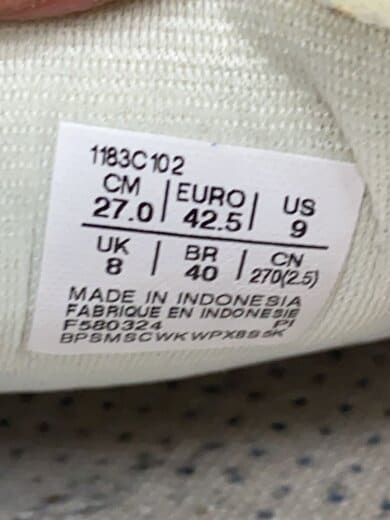 1183C102
CM | EURO | US
27.0 | 42.5 | 9
UK | BR | CN
8 | 40 | 270(2.5)
MADE IN INDONESIA
FABRIQUE EN INDONESIE
F580324 PI